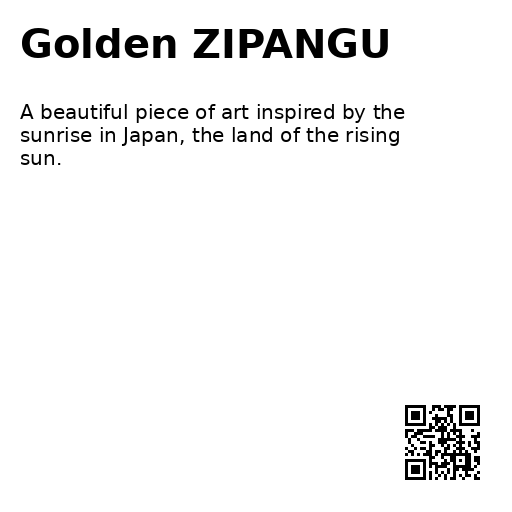 Golden ZIPANGU
A beautiful piece of art inspired by the
sunrise in Japan, the land of the rising
sun.